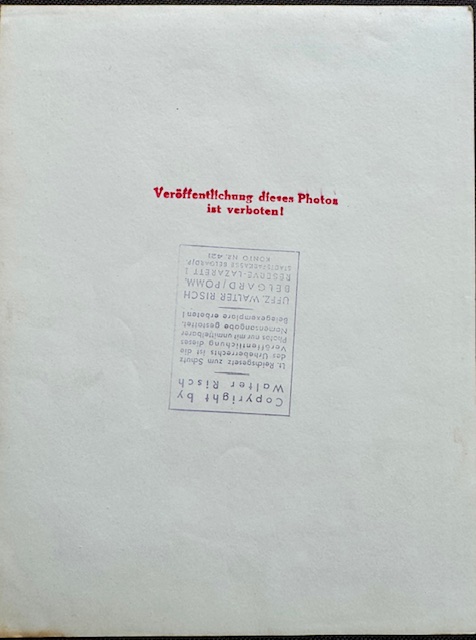 Veröffentlichung dieses Photos
ist verboten!
Copyright by
Walter Risch
Lt. Reichsgesetz zum Schutz
des Urheberrechts ist die
Veröffentlichung dieses
Photos nur mit unmittelbarer
Namensangabe gestattet.
Belegexemplare erbeten!
UFFZ. WALTER RISCH
BELGARD/POMM.
RESERVE-LAZARETT I
STADTSPARKASSE BELGARD/P.
KONTO NR. 421